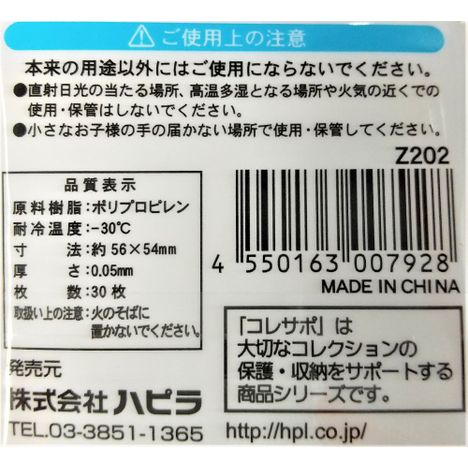 ⚠ ご使用上の注意
本来の用途以外にはご使用にならないでください。
●直射日光の当たる場所、高温多湿となる場所や火気の近くでの
使用・保管はしないでください。
●小さなお子様の手の届かない場所で使用・保管してください。
Z202
品質表示
原料樹脂：ポリプロピレン
耐冷温度：−30℃
寸　法：約56×54mm
厚　さ：0.05mm
枚　数：30枚
取扱い上の注意：火のそばに
置かないでください。
4 550163 007928
MADE IN CHINA
「コレサポ」は
大切なコレクションの
保護・収納をサポートする
商品シリーズです。
発売元
株式会社ハピラ
TEL.03-3851-1365
http://hpl.co.jp/